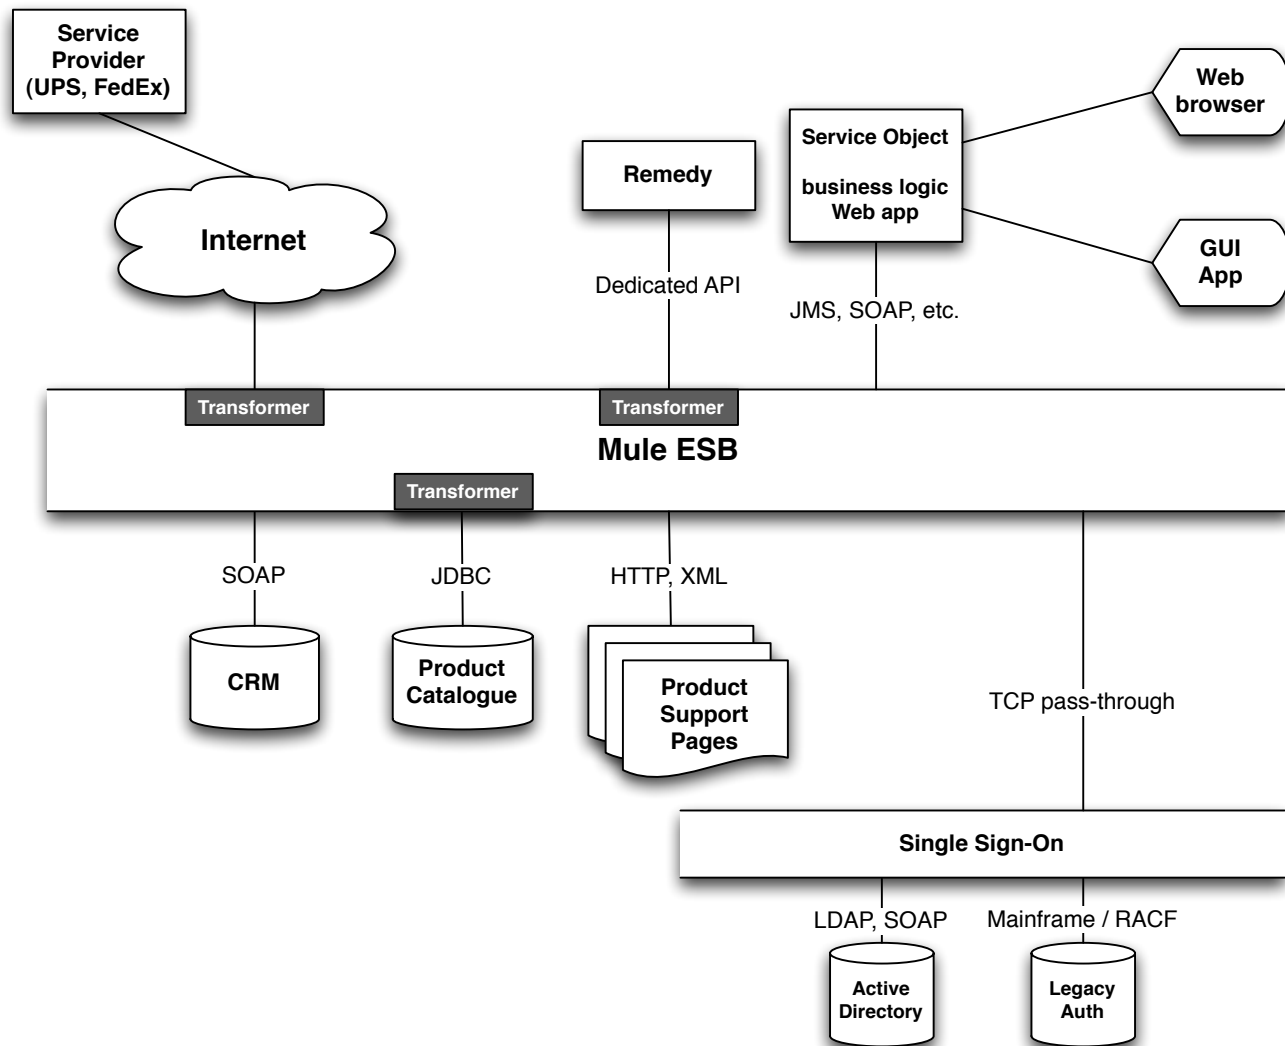 Service
Provider
(UPS, FedEx)
Web
browser
Service Object
business logic
Web app
Remedy
Internet
GUI
App
Dedicated API
JMS, SOAP, etc.
Transformer
Transformer
Mule ESB
Transformer
SOAP
JDBC
HTTP, XML
CRM
Product
Catalogue
Product
Support
Pages
TCP pass-through
Single Sign-On
LDAP, SOAP
Mainframe / RACF
Active
Directory
Legacy
Auth